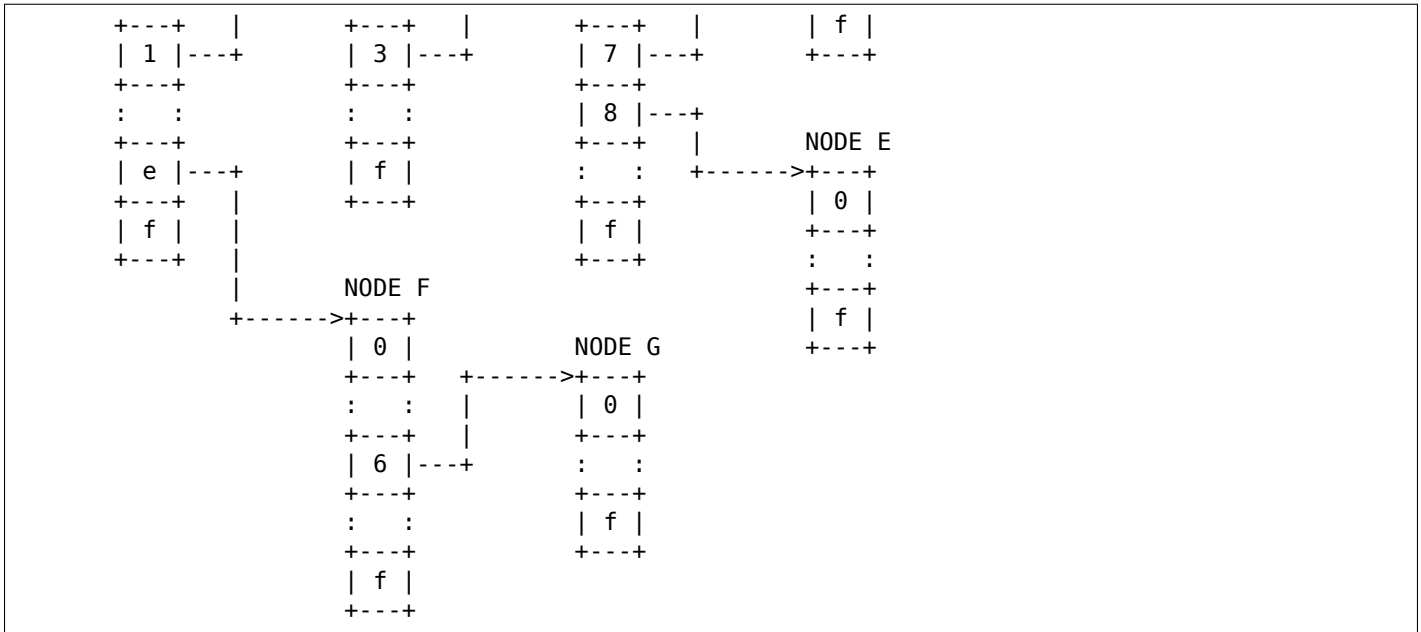 +---+   |       +---+   |       +---+   |       | f |
| 1 |---+       | 3 |---+       | 7 |---+       +---+
+---+           +---+           +---+
:   :           :   :           | 8 |---+
+---+           +---+           +---+   |       NODE E
| e |---+       | f |           :   :   +------>+---+
+---+   |       +---+           +---+           | 0 |
| f |   |                       | f |           +---+
+---+   |                       +---+           :   :
        |       NODE F                          +---+
        +------>+---+                           | f |
                | 0 |           NODE G          +---+
                +---+   +------>+---+
                :   :   |       | 0 |
                +---+   |       +---+
                | 6 |---+       :   :
                +---+           +---+
                :   :           | f |
                +---+           +---+
                | f |
                +---+